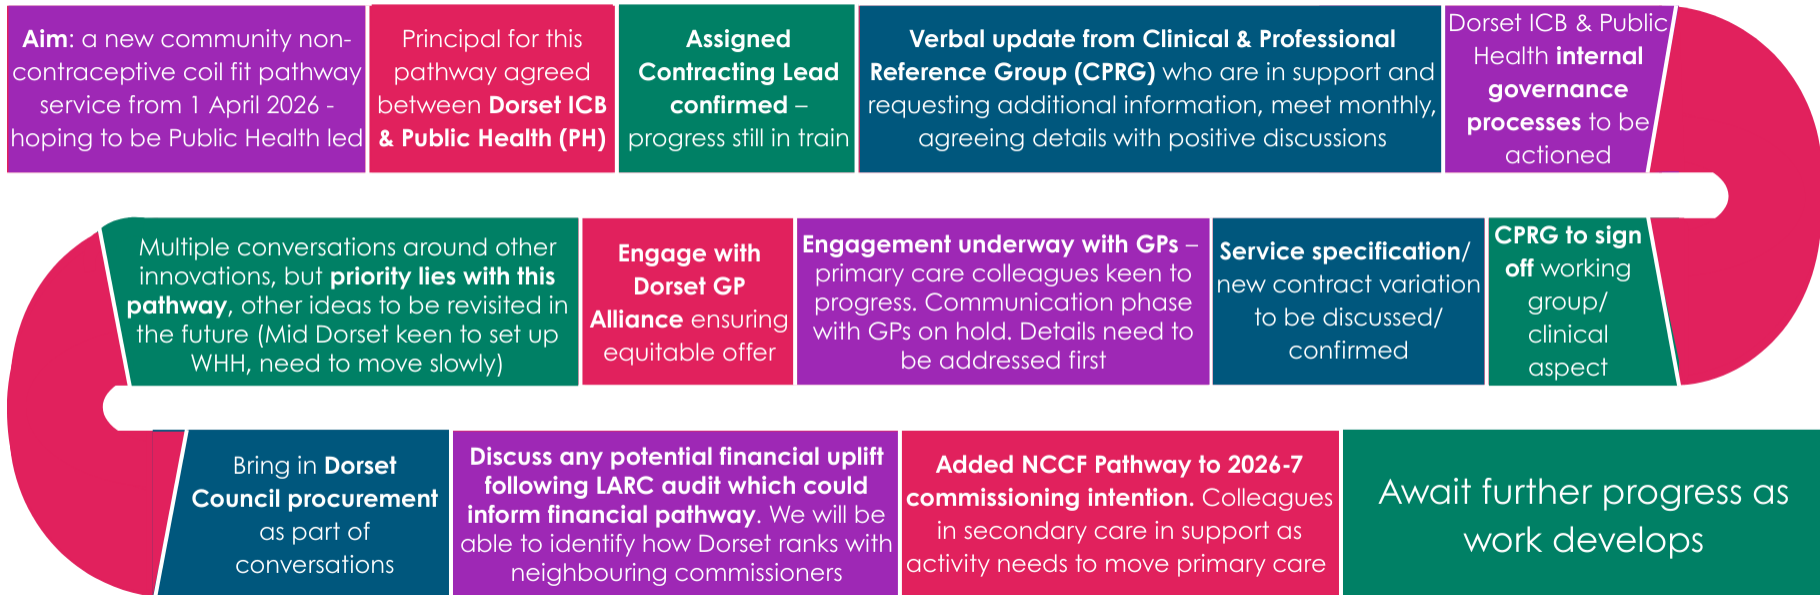 Aim: a new community non-
contraceptive coil fit pathway
service from 1 April 2026 -
hoping to be Public Health led
Principal for this
pathway agreed
between Dorset ICB
& Public Health (PH)
Assigned
Contracting Lead
confirmed –
progress still in train
Verbal update from Clinical & Professional
Reference Group (CPRG) who are in support and
requesting additional information, meet monthly,
agreeing details with positive discussions
Dorset ICB & Public
Health internal
governance
processes to be
actioned
CPRG to sign
off working
group/
clinical
aspect
Service specification/
new contract variation
to be discussed/
confirmed
Engagement underway with GPs –
primary care colleagues keen to
progress. Communication phase
with GPs on hold. Details need to
be addressed first
Engage with
Dorset GP
Alliance ensuring
equitable offer
Multiple conversations around other
innovations, but priority lies with this
pathway, other ideas to be revisited in
the future (Mid Dorset keen to set up
WHH, need to move slowly)
Bring in Dorset
Council procurement
as part of
conversations
Discuss any potential financial uplift
following LARC audit which could
inform financial pathway. We will be
able to identify how Dorset ranks with
neighbouring commissioners
Added NCCF Pathway to 2026-7
commissioning intention. Colleagues
in secondary care in support as
activity needs to move primary care
Await further progress as
work develops